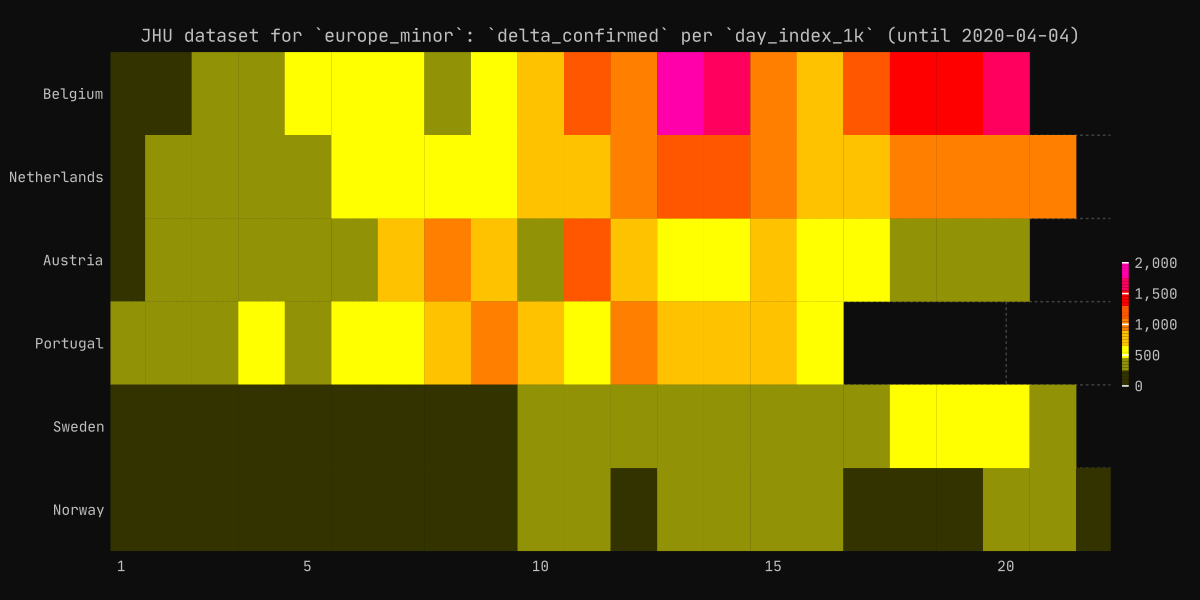 JHU dataset for `europe_minor`: `delta_confirmed` per `day_index_1k` (until 2020-04-04)
Belgium
Netherlands
Austria
Portugal
Sweden
Norway
1 5 10 15 20
2,000
1,500
1,000
500
0